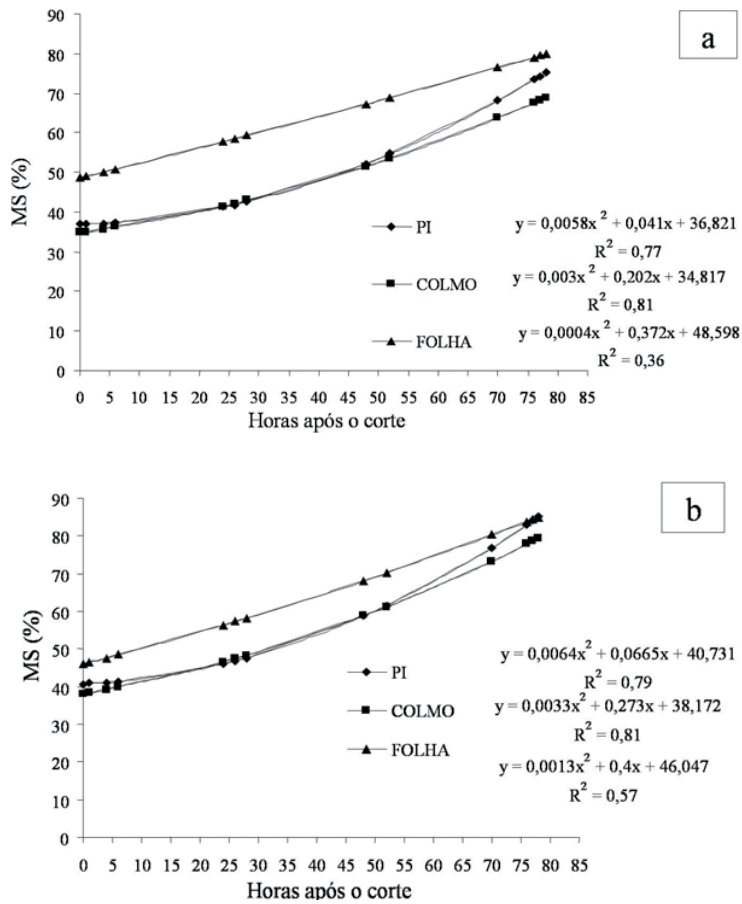 a
90
80
70
60
50
40
30
20
10
0
MS (%)
PI
y = 0,0058x² + 0,041x + 36,821
R² = 0,77
COLMO
y = 0,003x² + 0,202x + 34,817
R² = 0,81
FOLHA
y = 0,0004x² + 0,372x + 48,598
R² = 0,36
0 5 10 15 20 25 30 35 40 45 50 55 60 65 70 75 80 85
Horas após o corte
b
90
80
70
60
50
40
30
20
10
0
MS (%)
PI
y = 0,0064x² + 0,0665x + 40,731
R² = 0,79
COLMO
y = 0,0033x² + 0,273x + 38,172
R² = 0,81
FOLHA
y = 0,0013x² + 0,4x + 46,047
R² = 0,57
0 5 10 15 20 25 30 35 40 45 50 55 60 65 70 75 80 85
Horas após o corte